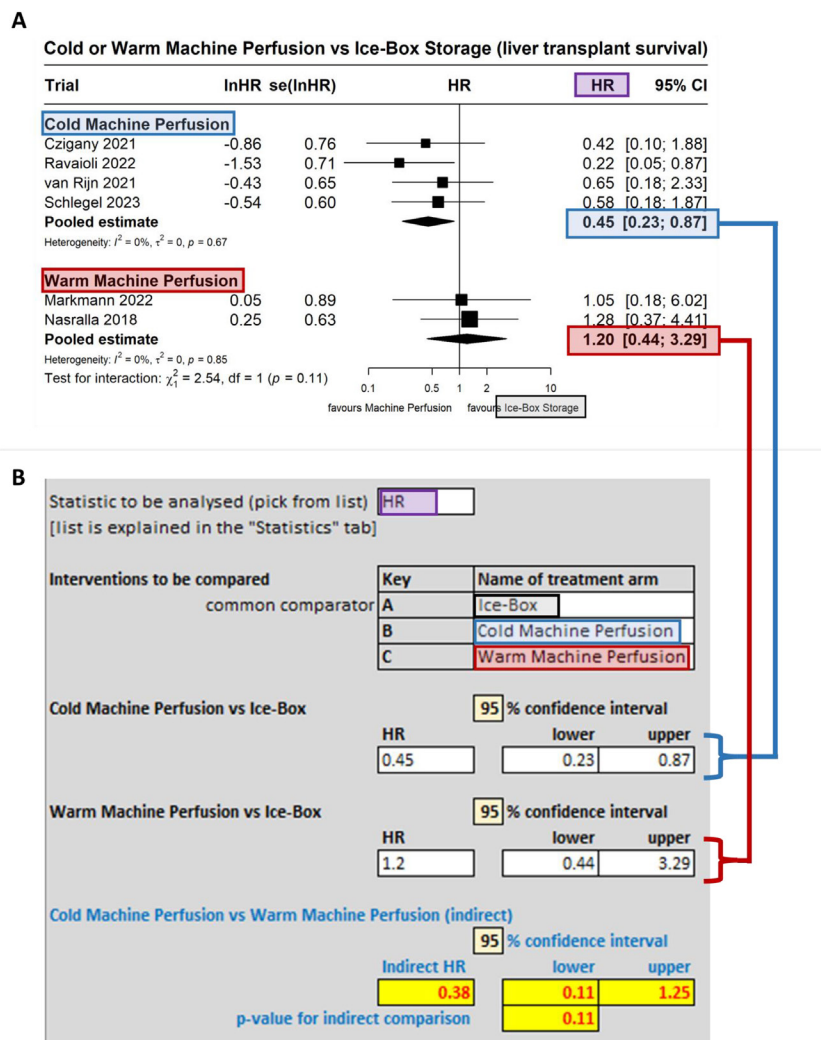 A
Cold or Warm Machine Perfusion vs Ice-Box Storage (liver transplant survival)
Trial lnHR se(lnHR) HR HR 95% CI
Cold Machine Perfusion
Czigany 2021 -0.86 0.76 0.42 [0.10; 1.88]
Ravaioli 2022 -1.53 0.71 0.22 [0.05; 0.87]
van Rijn 2021 -0.43 0.65 0.65 [0.18; 2.33]
Schlegel 2023 -0.54 0.60 0.58 [0.18; 1.87]
Pooled estimate 0.45 [0.23; 0.87]
Heterogeneity: I² = 0%, τ² = 0, p = 0.67
Warm Machine Perfusion
Markmann 2022 0.05 0.89 1.05 [0.18; 6.02]
Nasralla 2018 0.25 0.63 1.28 [0.37; 4.41]
Pooled estimate 1.20 [0.44; 3.29]
Heterogeneity: I² = 0%, τ² = 0, p = 0.85
Test for interaction: χ²₁ = 2.54, df = 1 (p = 0.11)
0.1 0.5 1 2 10
favours Machine Perfusion favours Ice-Box Storage
B
Statistic to be analysed (pick from list) HR
[list is explained in the "Statistics" tab]
Interventions to be compared Key Name of treatment arm
common comparator A Ice-Box
B Cold Machine Perfusion
C Warm Machine Perfusion
Cold Machine Perfusion vs Ice-Box 95 % confidence interval
HR lower upper
0.45 0.23 0.87
Warm Machine Perfusion vs Ice-Box 95 % confidence interval
HR lower upper
1.2 0.44 3.29
Cold Machine Perfusion vs Warm Machine Perfusion (indirect)
95 % confidence interval
Indirect HR lower upper
0.38 0.11 1.25
p-value for indirect comparison 0.11